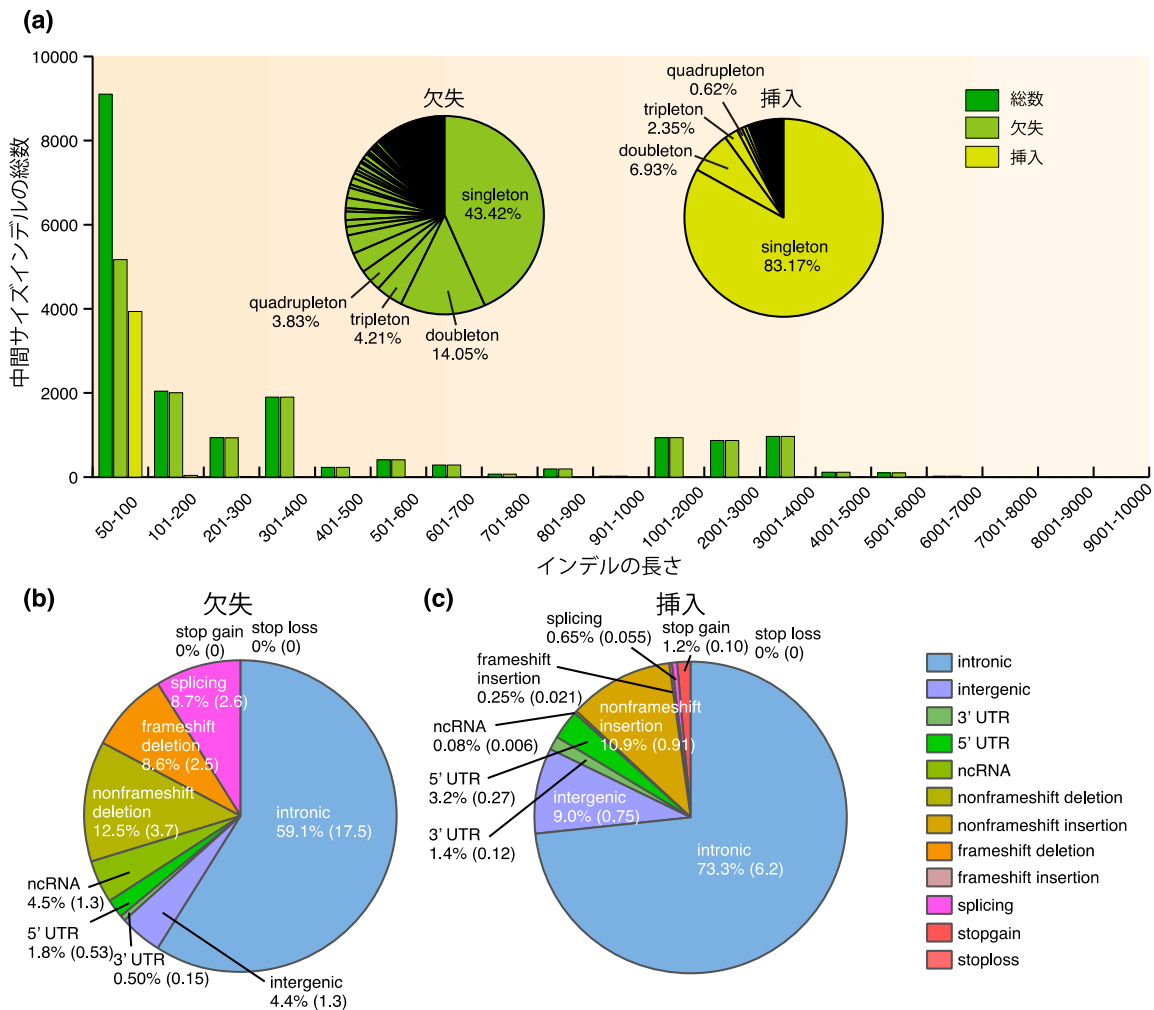 (a)
10000
8000
6000
4000
2000
0
中間サイズインデルの総数
欠失
singleton
43.42%
quadrupleton
3.83%
tripleton
4.21%
doubleton
14.05%
挿入
quadrupleton
0.62%
tripleton
2.35%
doubleton
6.93%
singleton
83.17%
総数
欠失
挿入
50-100
101-200
201-300
301-400
401-500
501-600
601-700
701-800
801-900
901-1000
1001-2000
2001-3000
3001-4000
4001-5000
5001-6000
6001-7000
7001-8000
8001-9000
9001-10000
インデルの長さ
(b)
欠失
stop gain
0% (0)
stop loss
0% (0)
splicing
8.7% (2.6)
frameshift
deletion
8.6% (2.5)
nonframeshift
deletion
12.5% (3.7)
intronic
59.1% (17.5)
ncRNA
4.5% (1.3)
5’ UTR
1.8% (0.53)
3’ UTR
0.50% (0.15)
intergenic
4.4% (1.3)
(c)
挿入
splicing
0.65% (0.055)
stop gain
1.2% (0.10)
stop loss
0% (0)
frameshift
insertion
0.25% (0.021)
nonframeshift
insertion
10.9% (0.91)
ncRNA
0.08% (0.006)
5’ UTR
3.2% (0.27)
intergenic
9.0% (0.75)
3’ UTR
1.4% (0.12)
intronic
73.3% (6.2)
intronic
intergenic
3’ UTR
5’ UTR
ncRNA
nonframeshift deletion
nonframeshift insertion
frameshift deletion
frameshift insertion
splicing
stopgain
stoploss